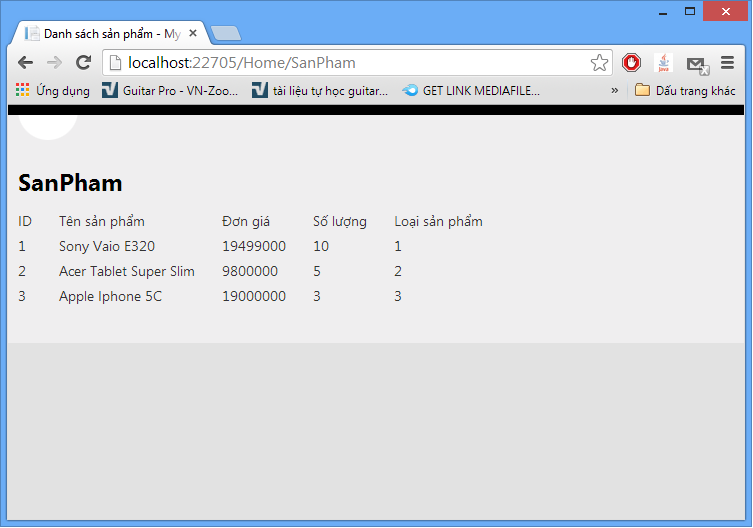 Danh sách sản phẩm - My
localhost:22705/Home/SanPham
Ứng dụng Guitar Pro - VN-Zoo... tài liệu tự học guitar... GET LINK MEDIAFILE... » Dấu trang khác
SanPham
ID Tên sản phẩm Đơn giá Số lượng Loại sản phẩm
1 Sony Vaio E320 19499000 10 1
2 Acer Tablet Super Slim 9800000 5 2
3 Apple Iphone 5C 19000000 3 3